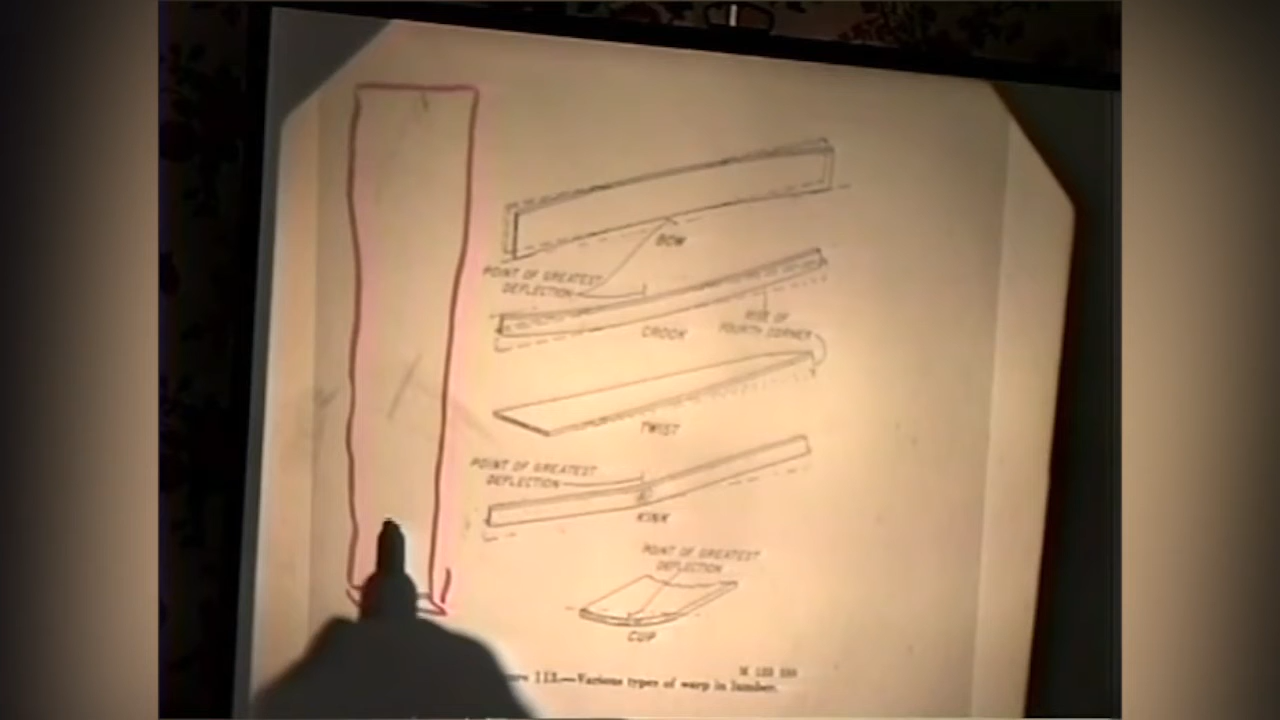 BOW
POINT OF GREATEST
DEFLECTION
CROOK
RISE OF
FOURTH CORNER
TWIST
POINT OF GREATEST
DEFLECTION
KINK
POINT OF GREATEST
DEFLECTION
CUP
113.—Various types of warp in lumber.